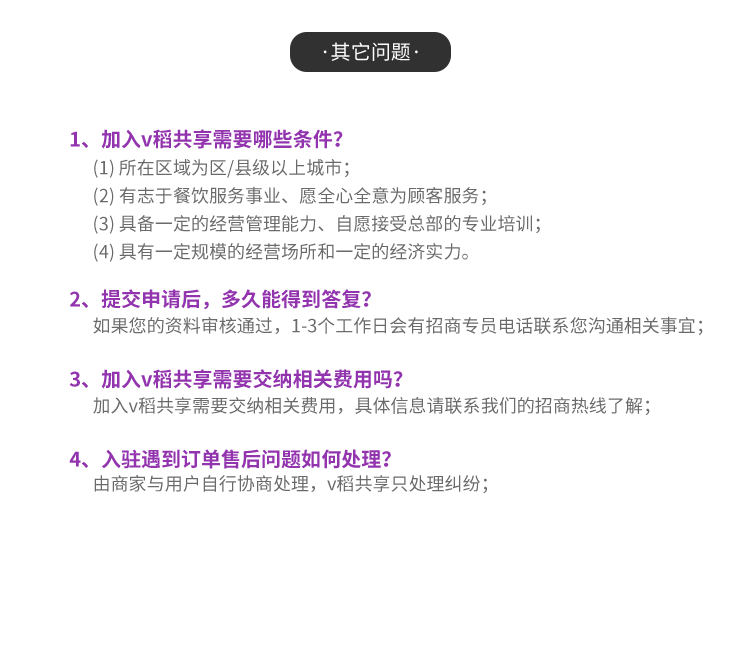 ·其它问题·
1、加入v稻共享需要哪些条件?
(1) 所在区域为区/县级以上城市;
(2) 有志于餐饮服务事业、愿全心全意为顾客服务;
(3) 具备一定的经营管理能力、自愿接受总部的专业培训;
(4) 具有一定规模的经营场所和一定的经济实力。
2、提交申请后，多久能得到答复?
如果您的资料审核通过，1-3个工作日会有招商专员电话联系您沟通相关事宜;
3、加入v稻共享需要交纳相关费用吗?
加入v稻共享需要交纳相关费用，具体信息请联系我们的招商热线了解;
4、入驻遇到订单售后问题如何处理?
由商家与用户自行协商处理，v稻共享只处理纠纷;